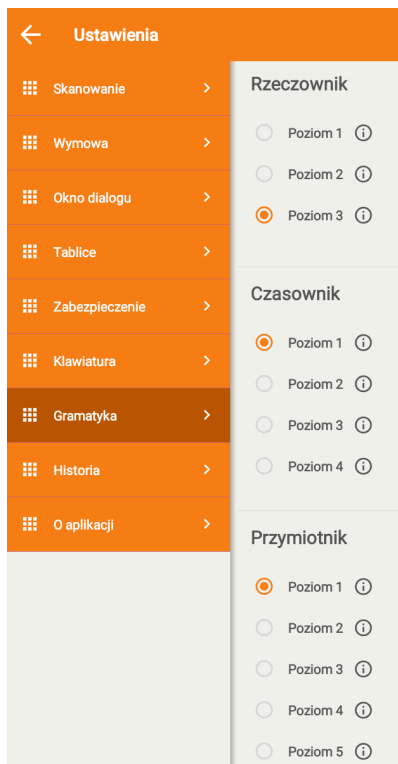 Ustawienia
Skanowanie
Wymowa
Okno dialogu
Tablice
Zabezpieczenie
Klawiatura
Gramatyka
Historia
O aplikacji
Rzeczownik
Poziom 1
Poziom 2
Poziom 3
Czasownik
Poziom 1
Poziom 2
Poziom 3
Poziom 4
Przymiotnik
Poziom 1
Poziom 2
Poziom 3
Poziom 4
Poziom 5